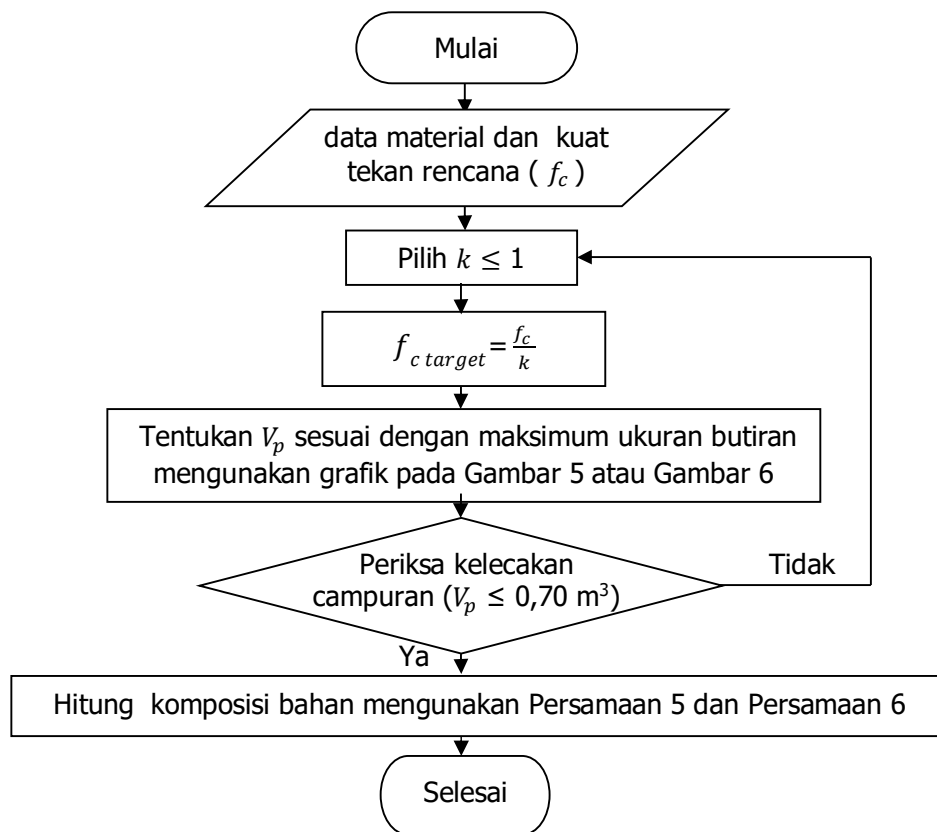 Mulai
data material dan kuat
tekan rencana ( f_c )
Pilih k ≤ 1
f_{c target} = f_c/k
Tentukan V_p sesuai dengan maksimum ukuran butiran
mengunakan grafik pada Gambar 5 atau Gambar 6
Periksa kelecakan
campuran (V_p ≤ 0,70 m³)
Tidak
Ya
Hitung komposisi bahan mengunakan Persamaan 5 dan Persamaan 6
Selesai